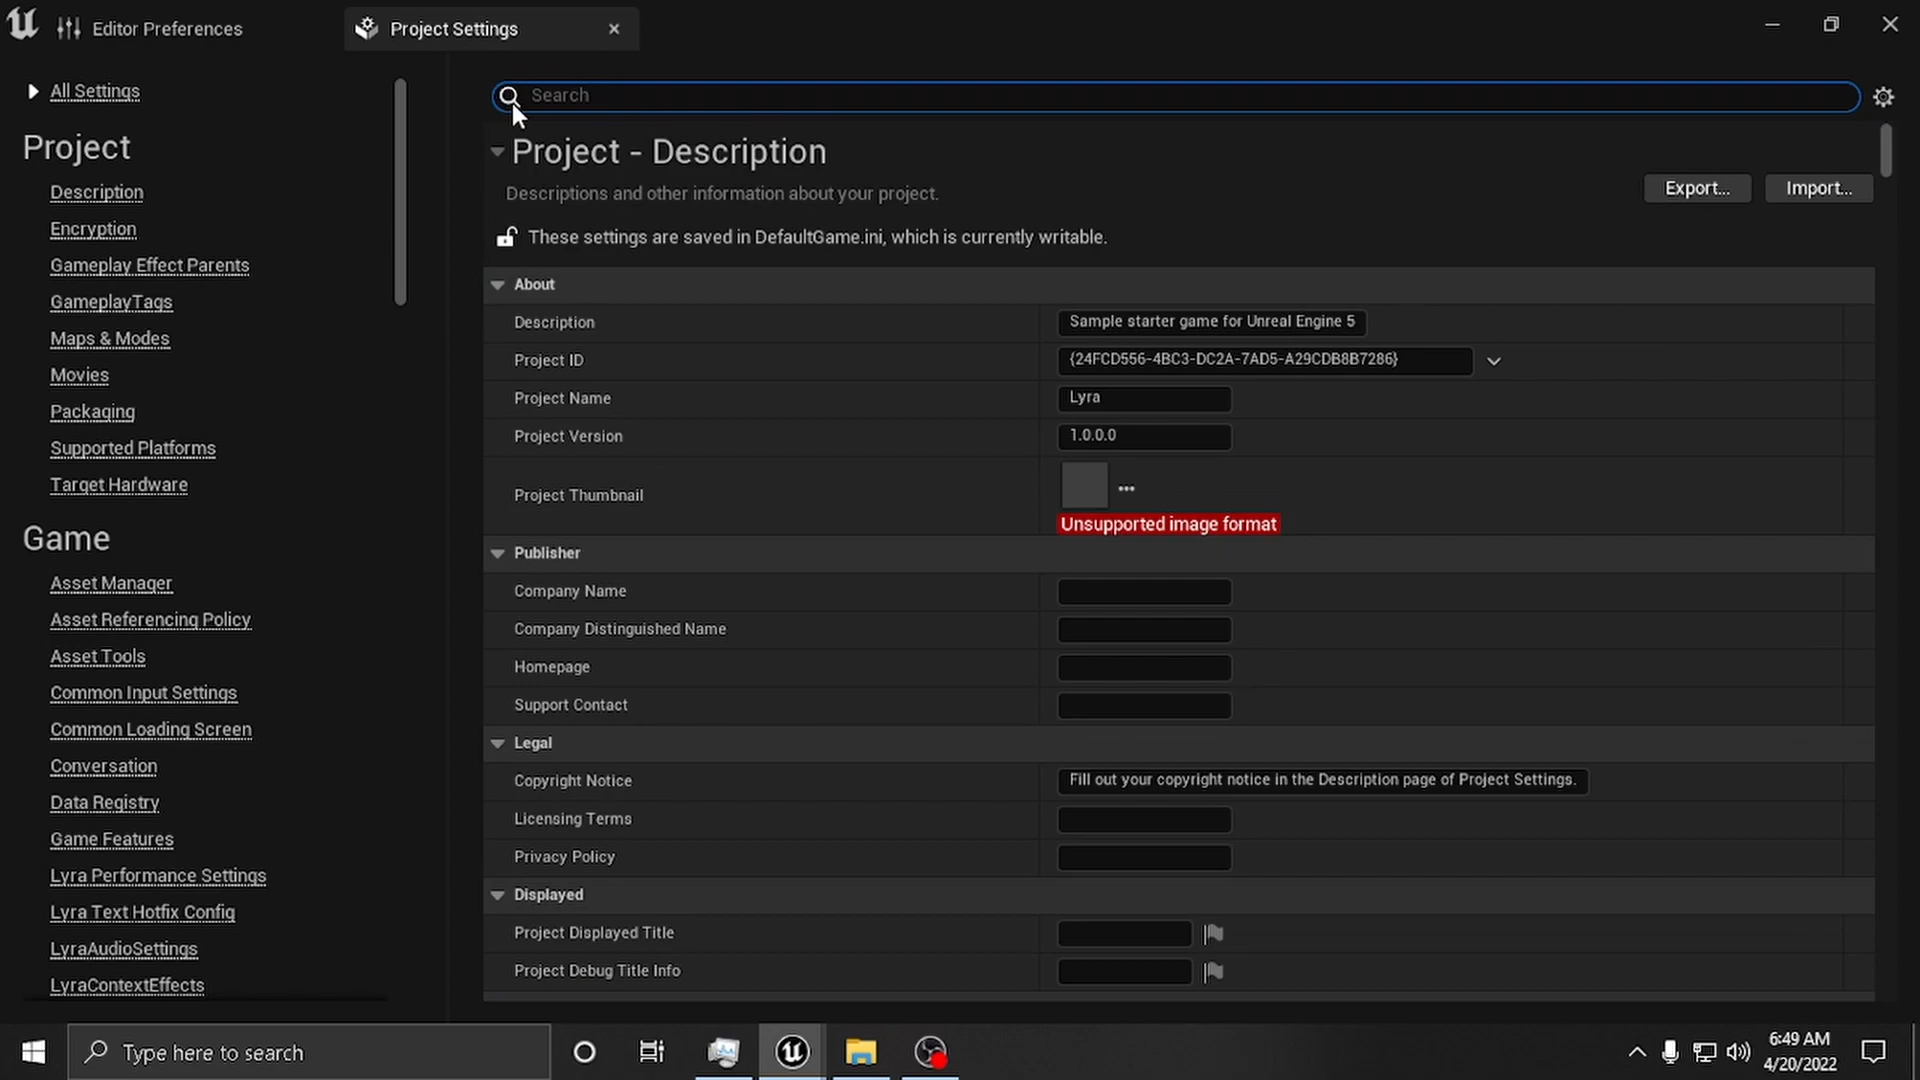 Editor Preferences
Project Settings
All Settings
Project
Description
Encryption
Gameplay Effect Parents
GameplayTags
Maps & Modes
Movies
Packaging
Supported Platforms
Target Hardware
Game
Asset Manager
Asset Referencing Policy
Asset Tools
Common Input Settings
Common Loading Screen
Conversation
Data Registry
Game Features
Lyra Performance Settings
Lyra Text Hotfix Config
LyraAudioSettings
LyraContextEffects
Search
Project - Description
Descriptions and other information about your project.
Export...
Import...
These settings are saved in DefaultGame.ini, which is currently writable.
About
Description
Sample starter game for Unreal Engine 5
Project ID
{24FCD556-4BC3-DC2A-7AD5-A29CDB8B7286}
Project Name
Lyra
Project Version
1.0.0.0
Project Thumbnail
Unsupported image format
Publisher
Company Name
Company Distinguished Name
Homepage
Support Contact
Legal
Copyright Notice
Fill out your copyright notice in the Description page of Project Settings.
Licensing Terms
Privacy Policy
Displayed
Project Displayed Title
Project Debug Title Info
Type here to search
6:49 AM
4/20/2022